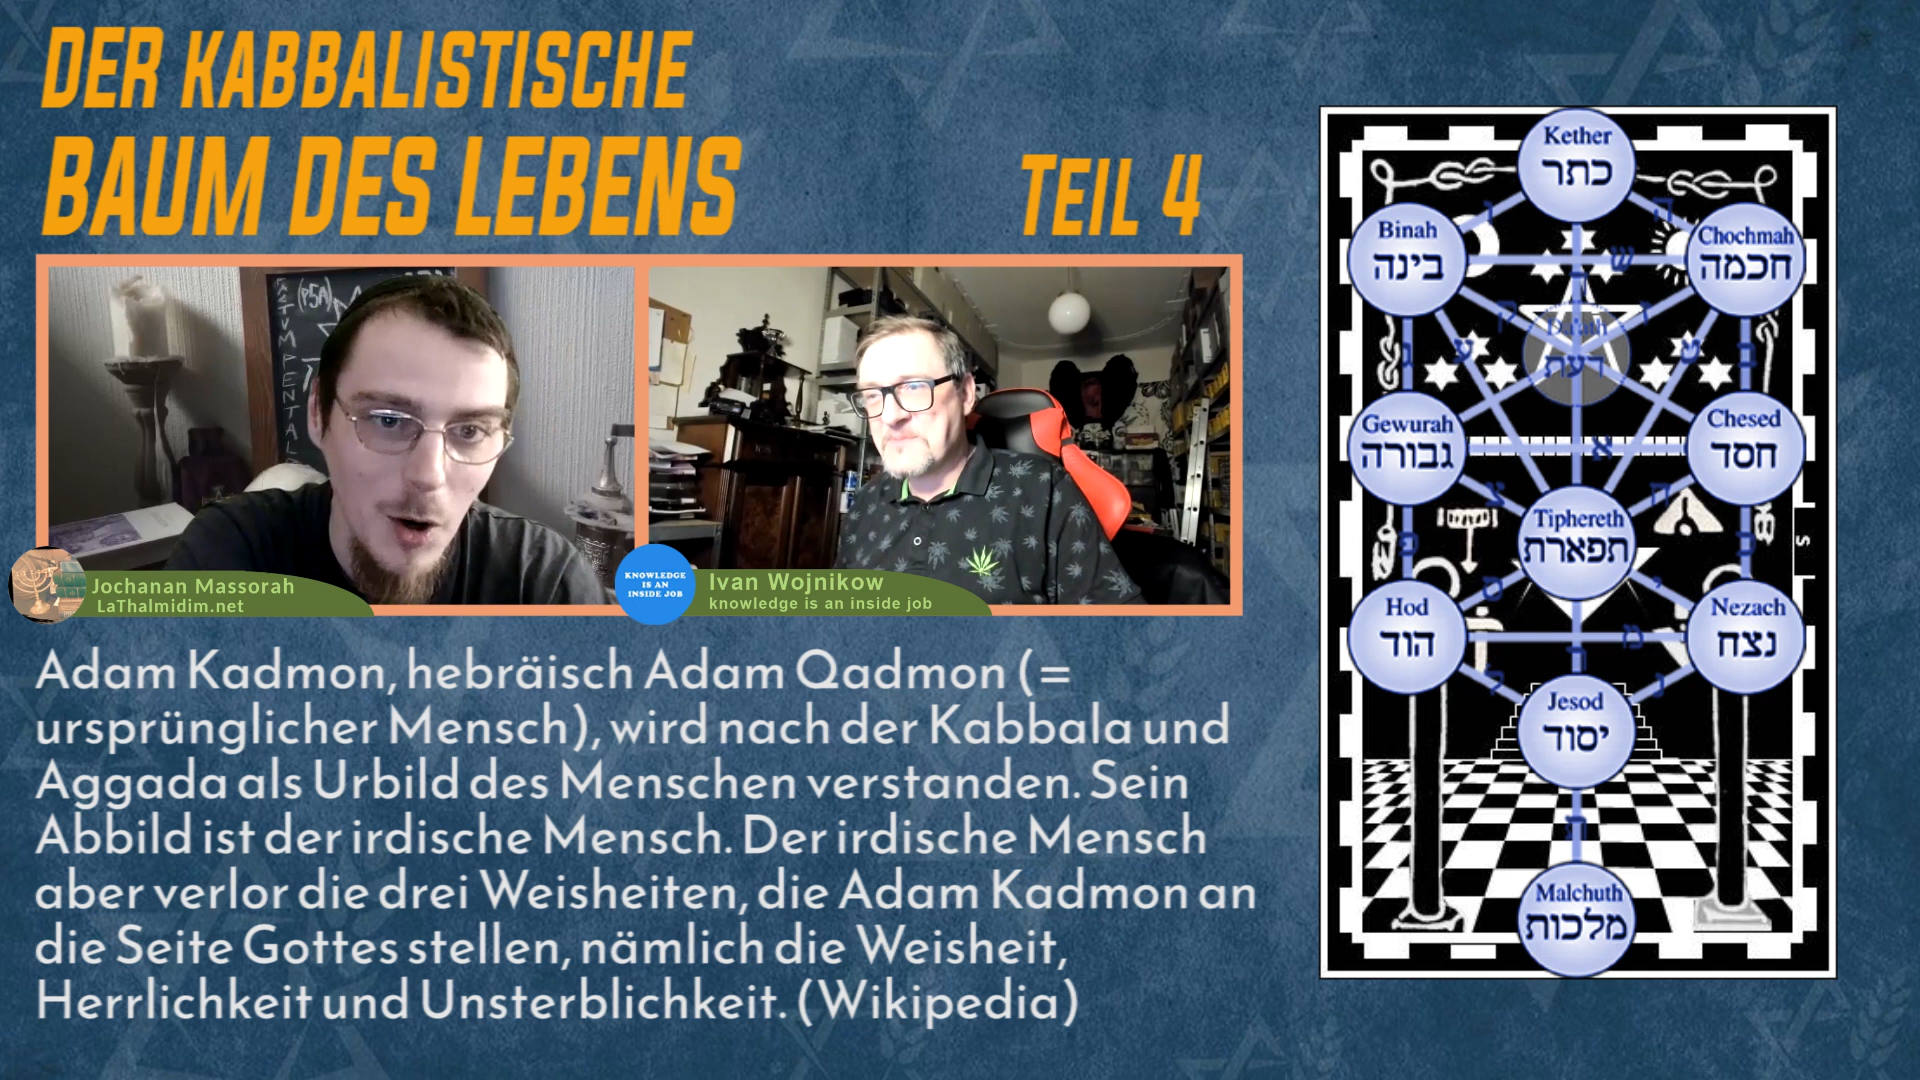 DER KABBALISTISCHE
BAUM DES LEBENS
TEIL 4
(P5A)
Jochanan Massorah
LaThalmidim.net
KNOWLEDGE
IS AN
INSIDE JOB
Ivan Wojnikow
knowledge is an inside job
Adam Kadmon, hebräisch Adam Qadmon (=
ursprünglicher Mensch), wird nach der Kabbala und
Aggada als Urbild des Menschen verstanden. Sein
Abbild ist der irdische Mensch. Der irdische Mensch
aber verlor die drei Weisheiten, die Adam Kadmon an
die Seite Gottes stellen, nämlich die Weisheit,
Herrlichkeit und Unsterblichkeit. (Wikipedia)
Kether
כתר
Binah
בינה
Chochmah
חכמה
Da'ath
דעת
Gewurah
גבורה
Chesed
חסד
Tiphereth
תפארת
Hod
הוד
Nezach
נצח
Jesod
יסוד
Malchuth
מלכות